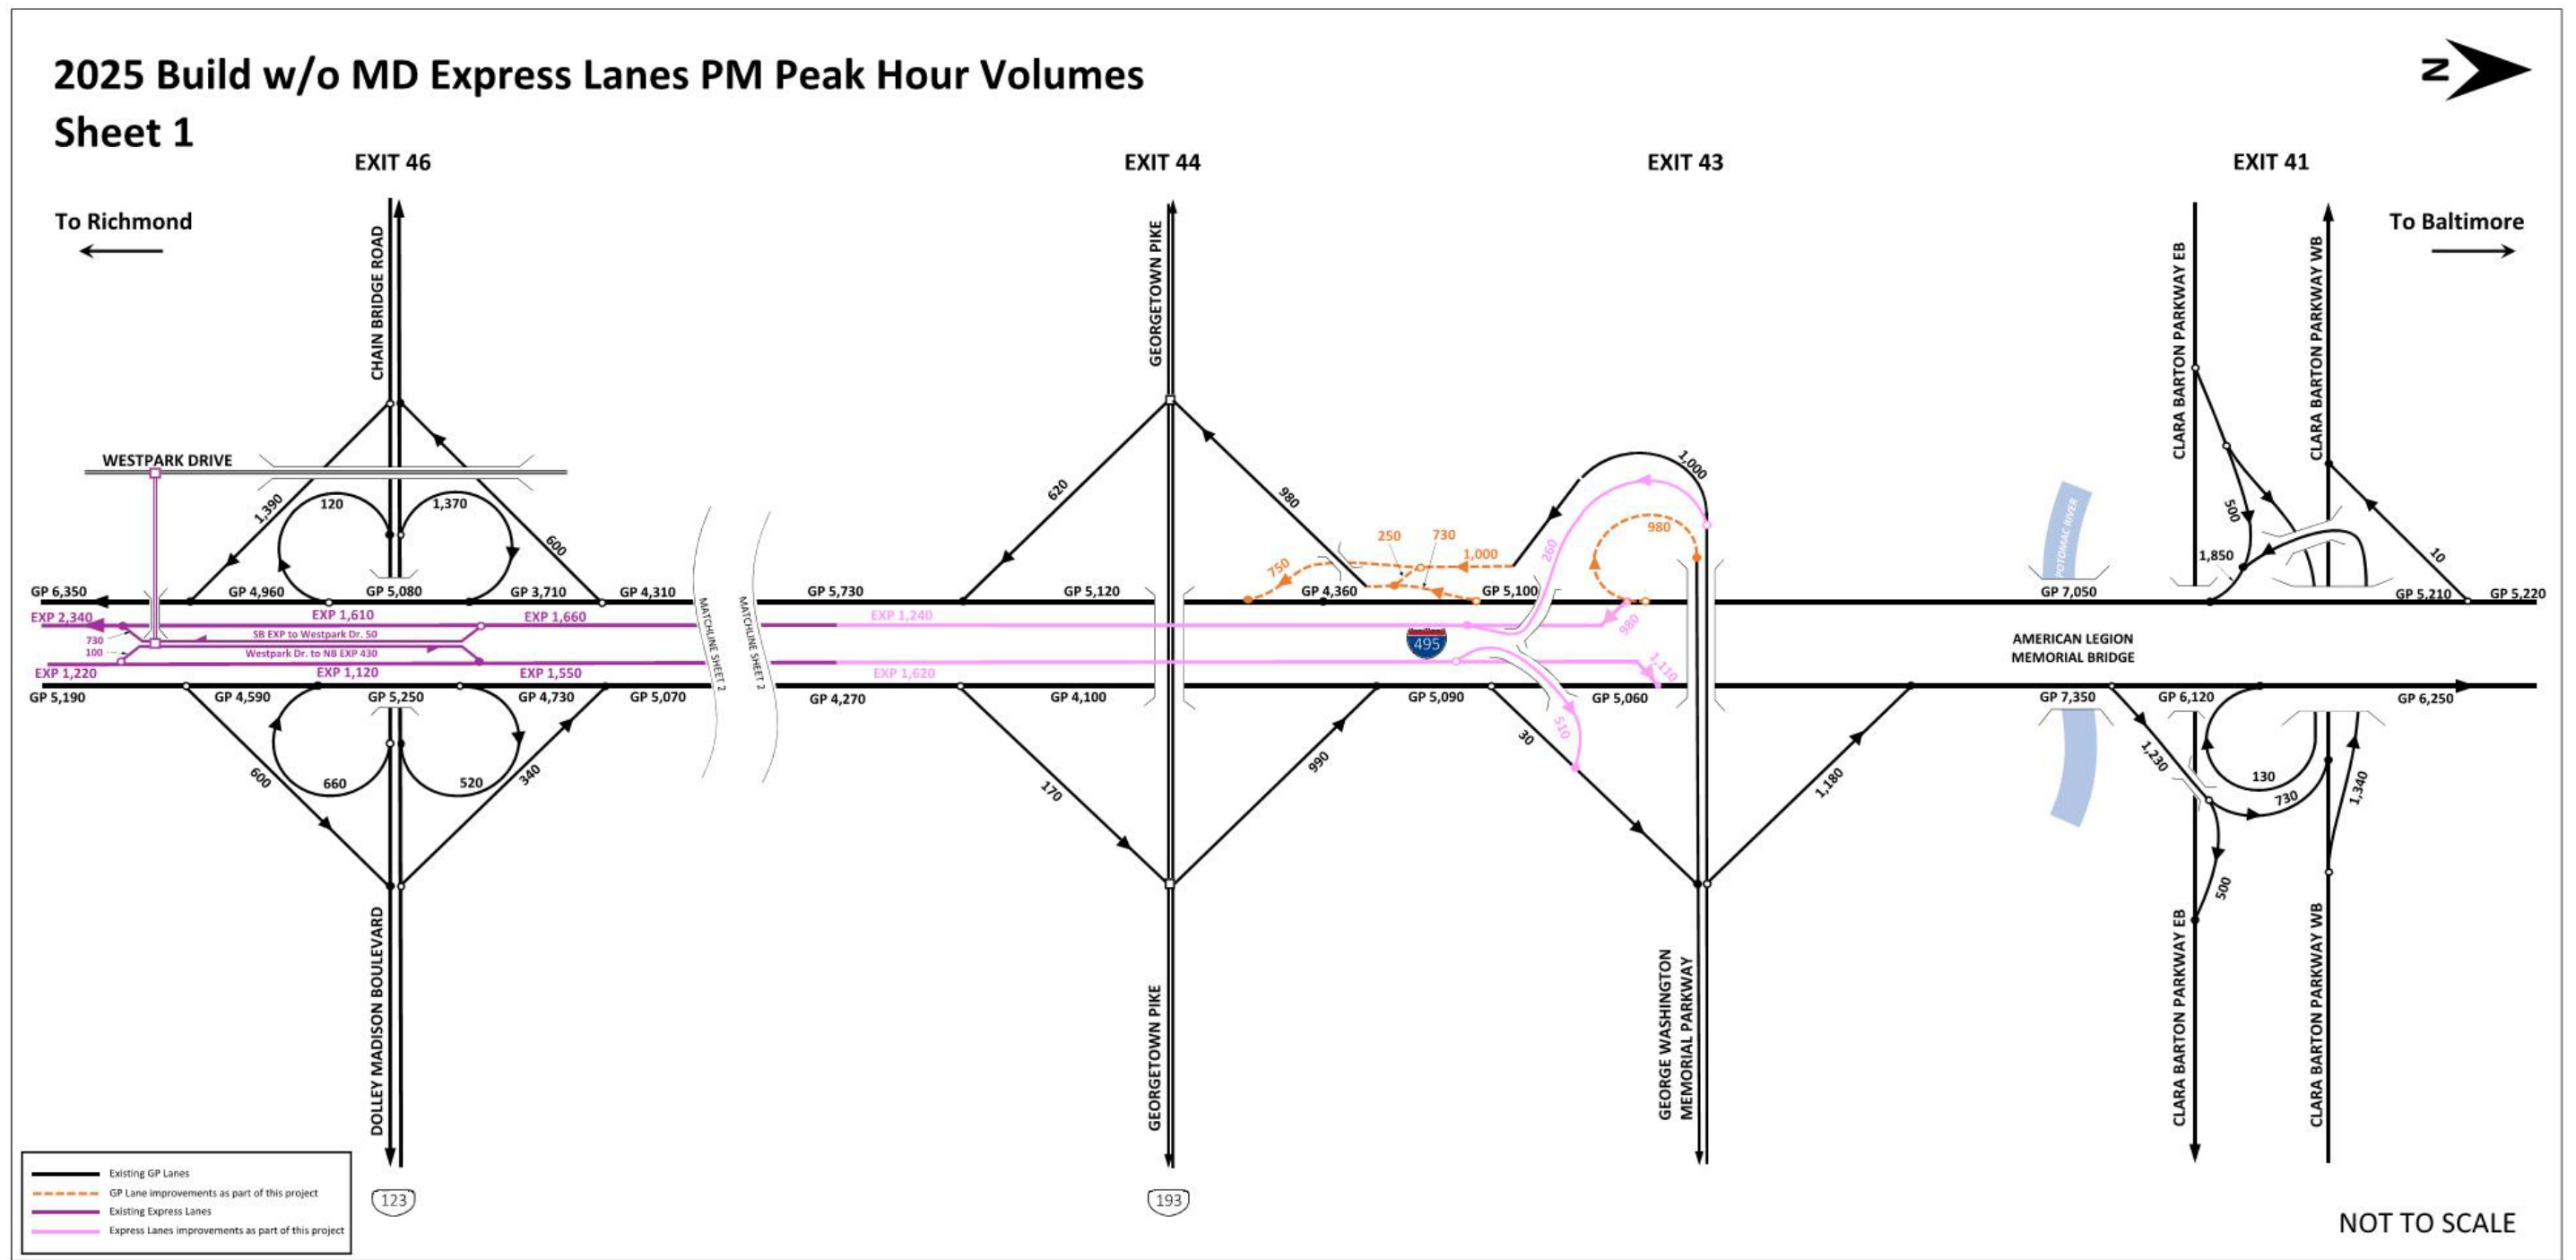 2025 Build w/o MD Express Lanes PM Peak Hour Volumes
Sheet 1
N
EXIT 46
EXIT 44
EXIT 43
EXIT 41
To Richmond
To Baltimore
CHAIN BRIDGE ROAD
GEORGETOWN PIKE
CLARA BARTON PARKWAY EB
CLARA BARTON PARKWAY WB
WESTPARK DRIVE
1,390
120
1,370
600
620
980
250
730
1,000
750
1,000
260
980
980
POTOMAC RIVER
500
1,850
10
GP 6,350
GP 4,960
GP 5,080
GP 3,710
GP 4,310
GP 5,730
GP 5,120
GP 4,360
GP 5,100
GP 7,050
GP 5,210
GP 5,220
EXP 2,340
EXP 1,610
EXP 1,660
EXP 1,240
730
SB EXP to Westpark Dr. 50
100
Westpark Dr. to NB EXP 430
495
AMERICAN LEGION
MEMORIAL BRIDGE
MATCHLINE SHEET 2
MATCHLINE SHEET 2
EXP 1,220
EXP 1,120
EXP 1,550
EXP 1,620
1,110
GP 5,190
GP 4,590
GP 5,250
GP 4,730
GP 5,070
GP 4,270
GP 4,100
GP 5,090
GP 5,060
GP 7,350
GP 6,120
GP 6,250
600
660
520
340
170
990
30
510
1,180
1,230
130
730
1,340
500
DOLLEY MADISON BOULEVARD
GEORGETOWN PIKE
GEORGE WASHINGTON
MEMORIAL PARKWAY
CLARA BARTON PARKWAY EB
CLARA BARTON PARKWAY WB
Existing GP Lanes
GP Lane improvements as part of this project
Existing Express Lanes
Express Lanes improvements as part of this project
123
193
NOT TO SCALE